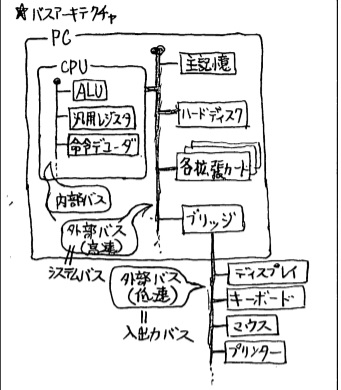 ☆バスアーキテクチャ
PC
CPU
ALU
汎用レジスタ
命令デコーダ
内部バス
外部バス
(高速)
||
システムバス
主記憶
ハードディスク
各拡張カード
ブリッジ
外部バス
(低速)
||
入出力バス
ディスプレイ
キーボード
マウス
プリンター